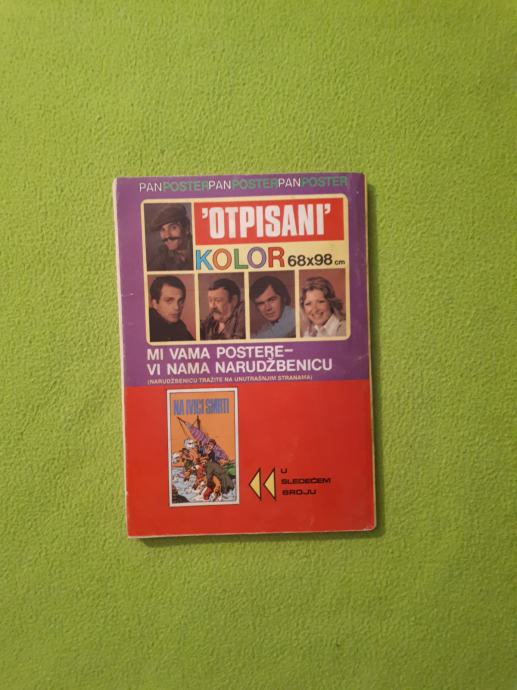 PANPOSTERPANPOSTERPANPOSTER
'OTPISANI'
KOLOR 68x98 cm
MI VAMA POSTERE–
VI NAMA NARUDŽBENICU
(NARUDŽBENICU TRAŽITE NA UNUTRAŠNJIM STRANAMA)
NA IVICI SMRTI
U
SLEDEĆEM
BROJU